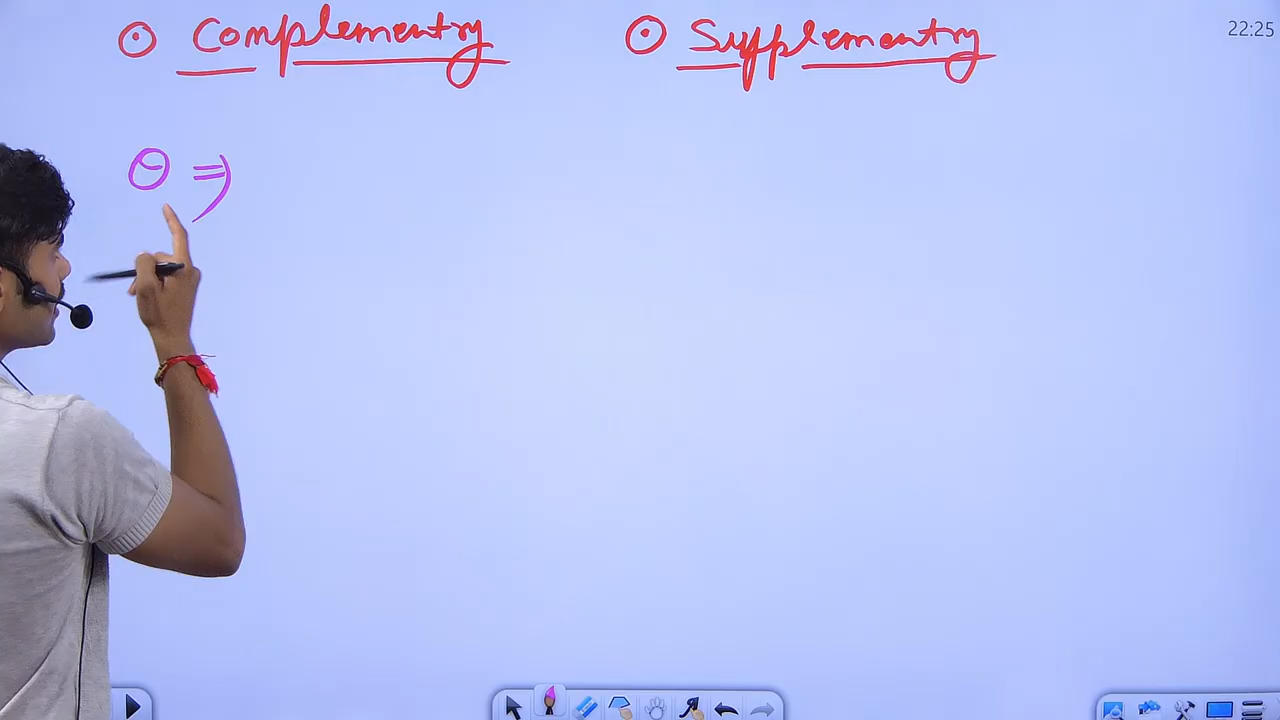 ⊙ Complementry
⊙ Supplementry
22:25
θ ⇒